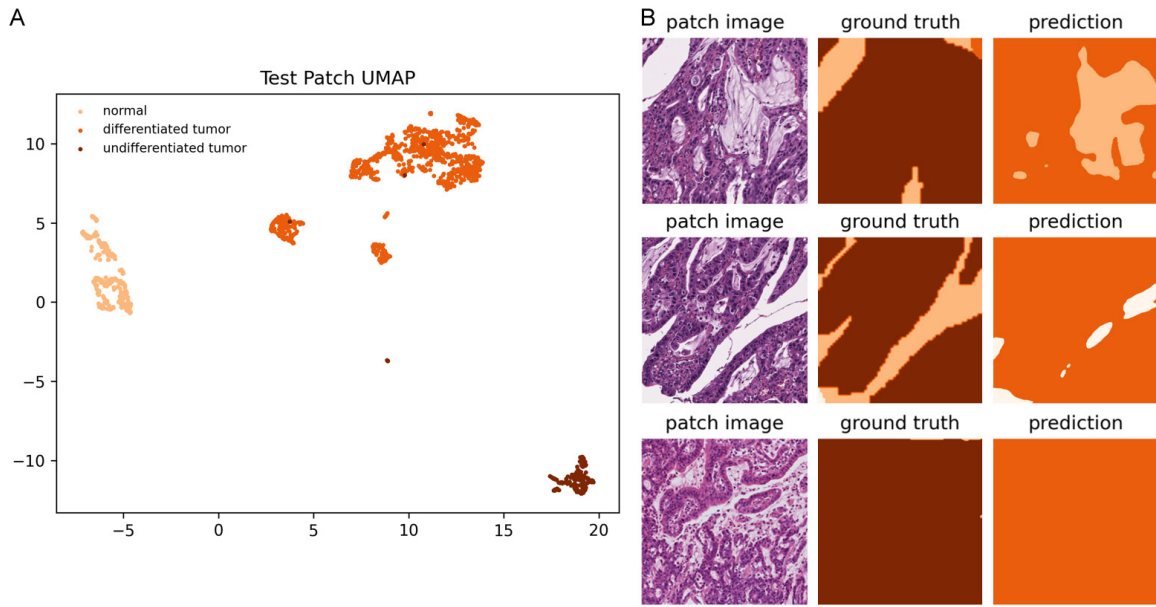 A
Test Patch UMAP
normal
differentiated tumor
undifferentiated tumor
10
5
0
−5
−10
−5
0
5
10
15
20
B
patch image
ground truth
prediction
patch image
ground truth
prediction
patch image
ground truth
prediction